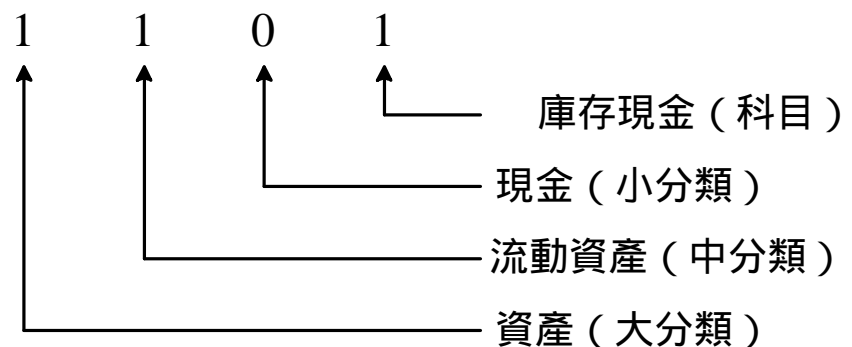 1 1 0 1
庫存現金（科目）
現金（小分類）
流動資產（中分類）
資產（大分類）